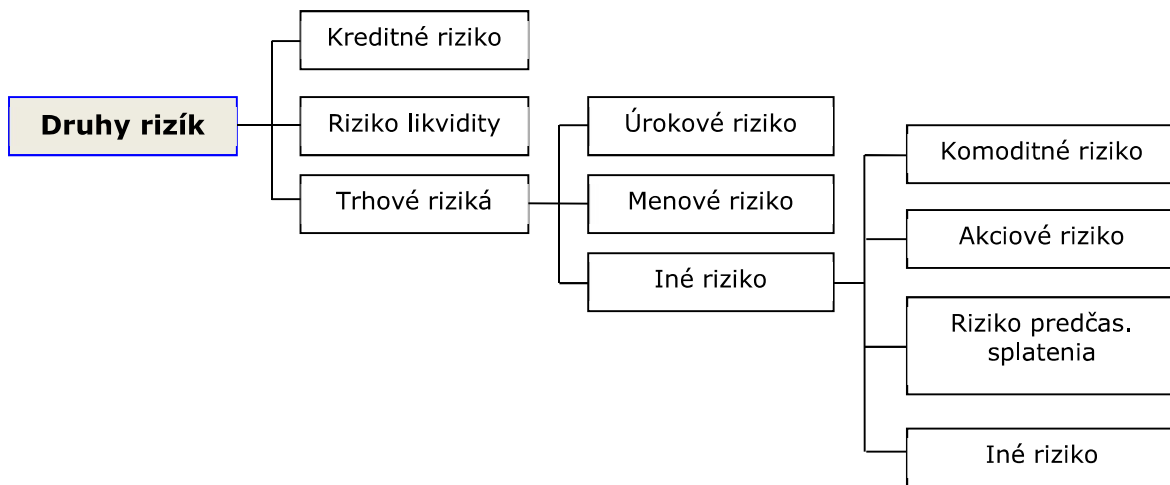 Druhy rizík
Kreditné riziko
Riziko likvidity
Trhové riziká
Úrokové riziko
Menové riziko
Iné riziko
Komoditné riziko
Akciové riziko
Riziko predčas.
splatenia
Iné riziko